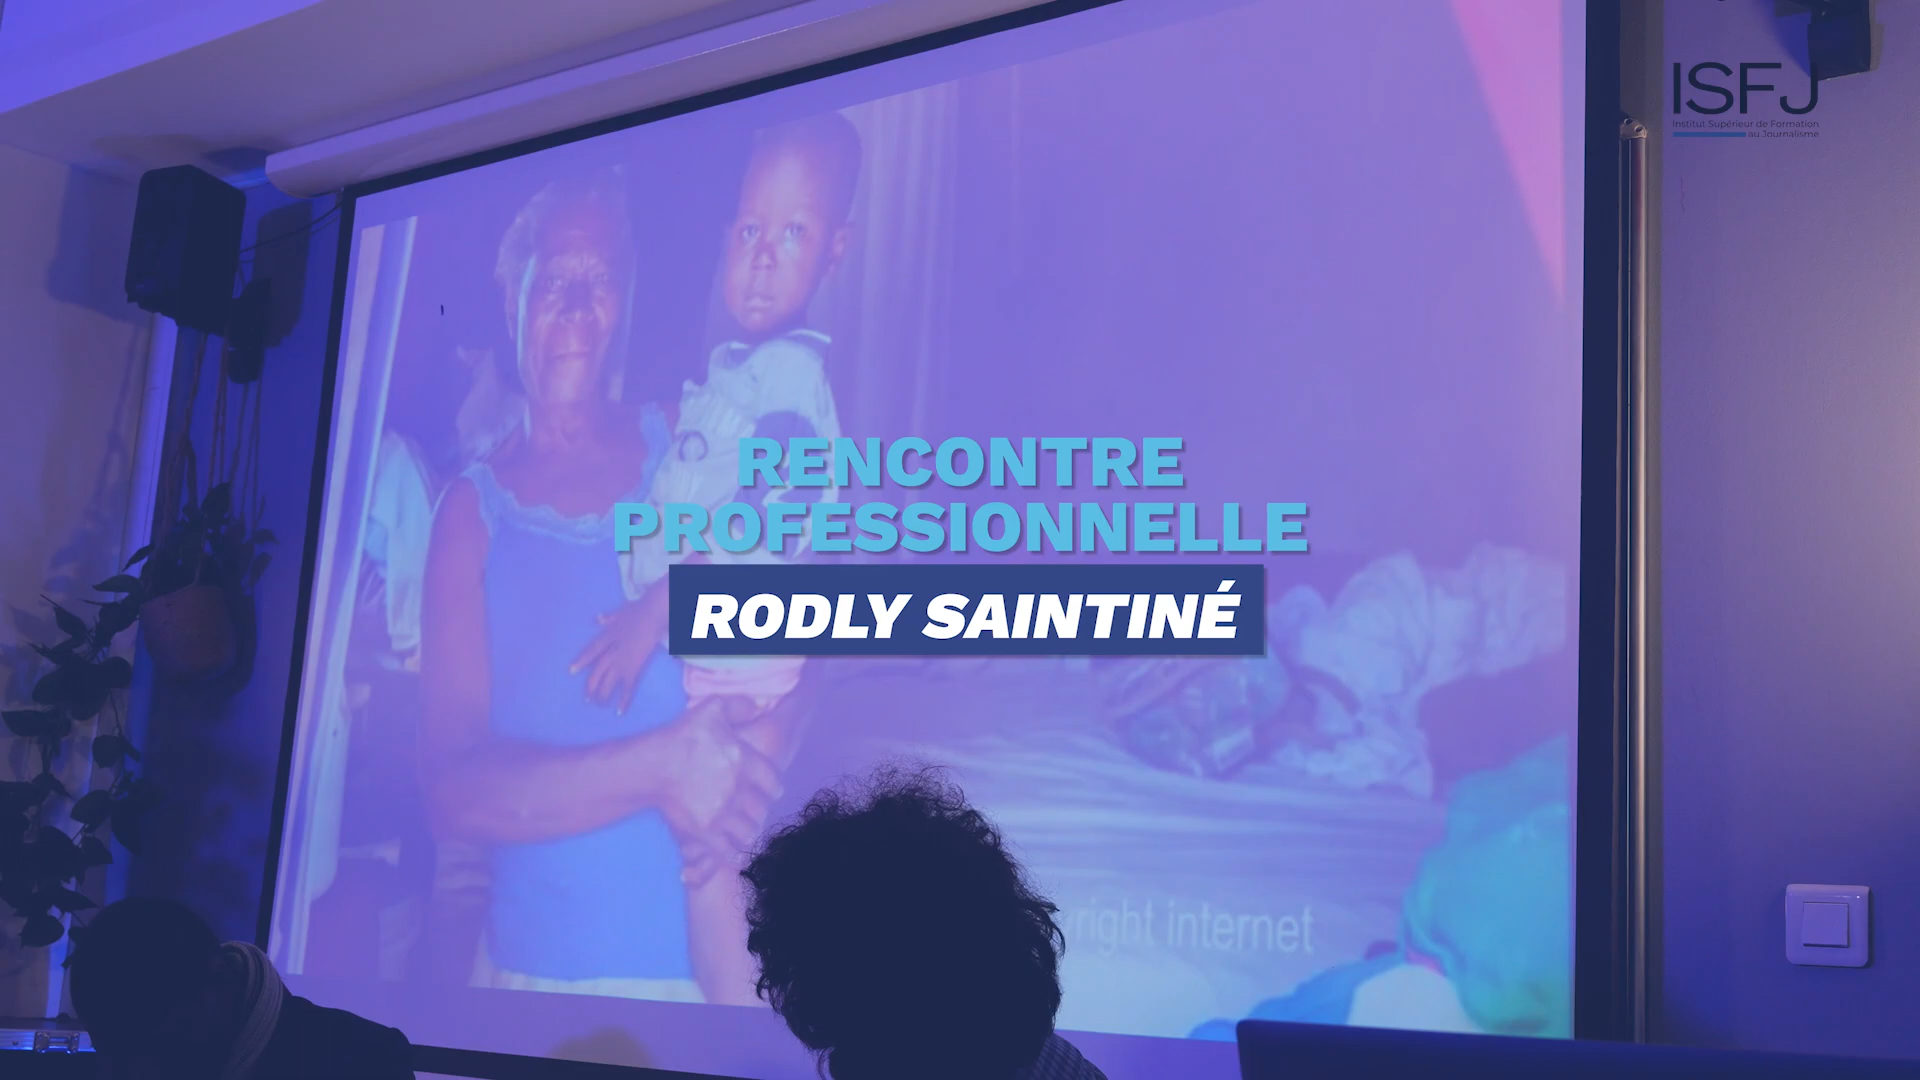 ISFJ
Institut Supérieur de Formation
au Journalisme
RENCONTRE
PROFESSIONNELLE
RODLY SAINTINÉ
internet